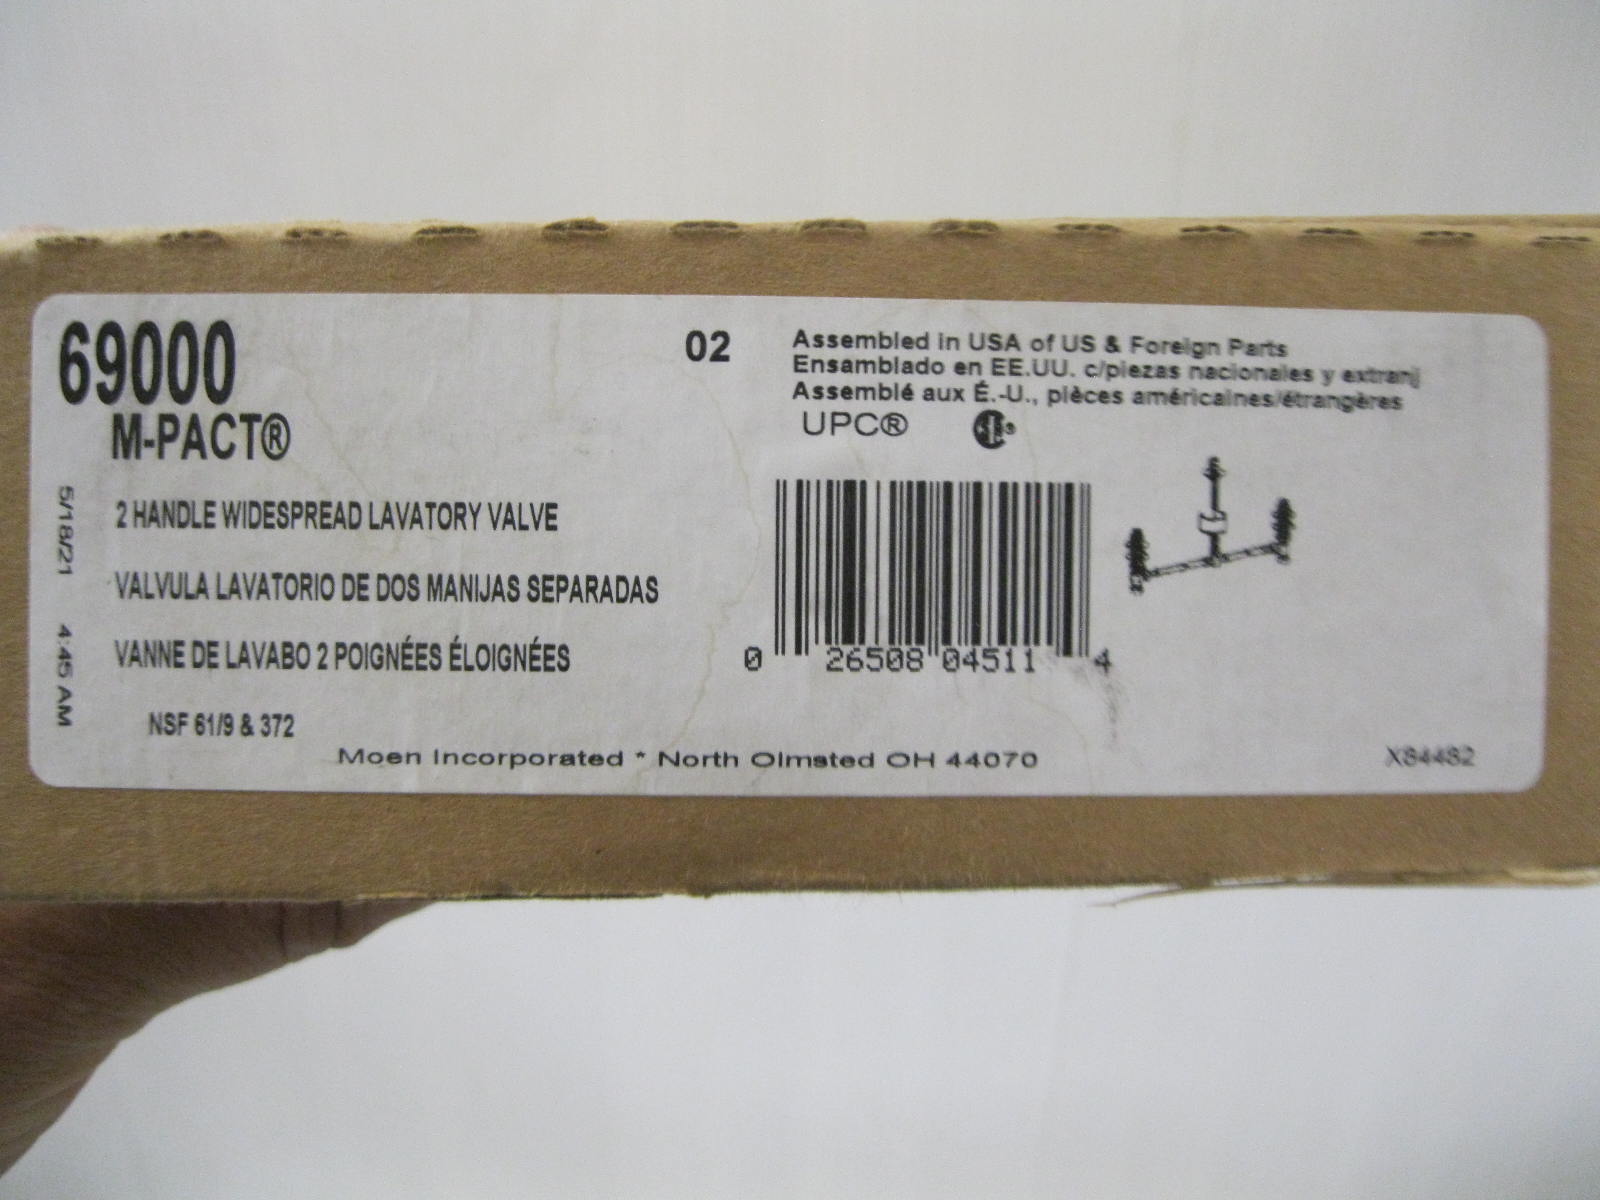 69000
M-PACT®
02
Assembled in USA of US & Foreign Parts
Ensamblado en EE.UU. c/piezas nacionales y extranj
Assemblé aux É.-U., pièces américaines/étrangères
UPC®
5/18/21 4:45 AM
2 HANDLE WIDESPREAD LAVATORY VALVE
VALVULA LAVATORIO DE DOS MANIJAS SEPARADAS
VANNE DE LAVABO 2 POIGNÉES ÉLOIGNÉES
0 26508 04511 4
NSF 61/9 & 372
Moen Incorporated * North Olmsted OH 44070
X84482